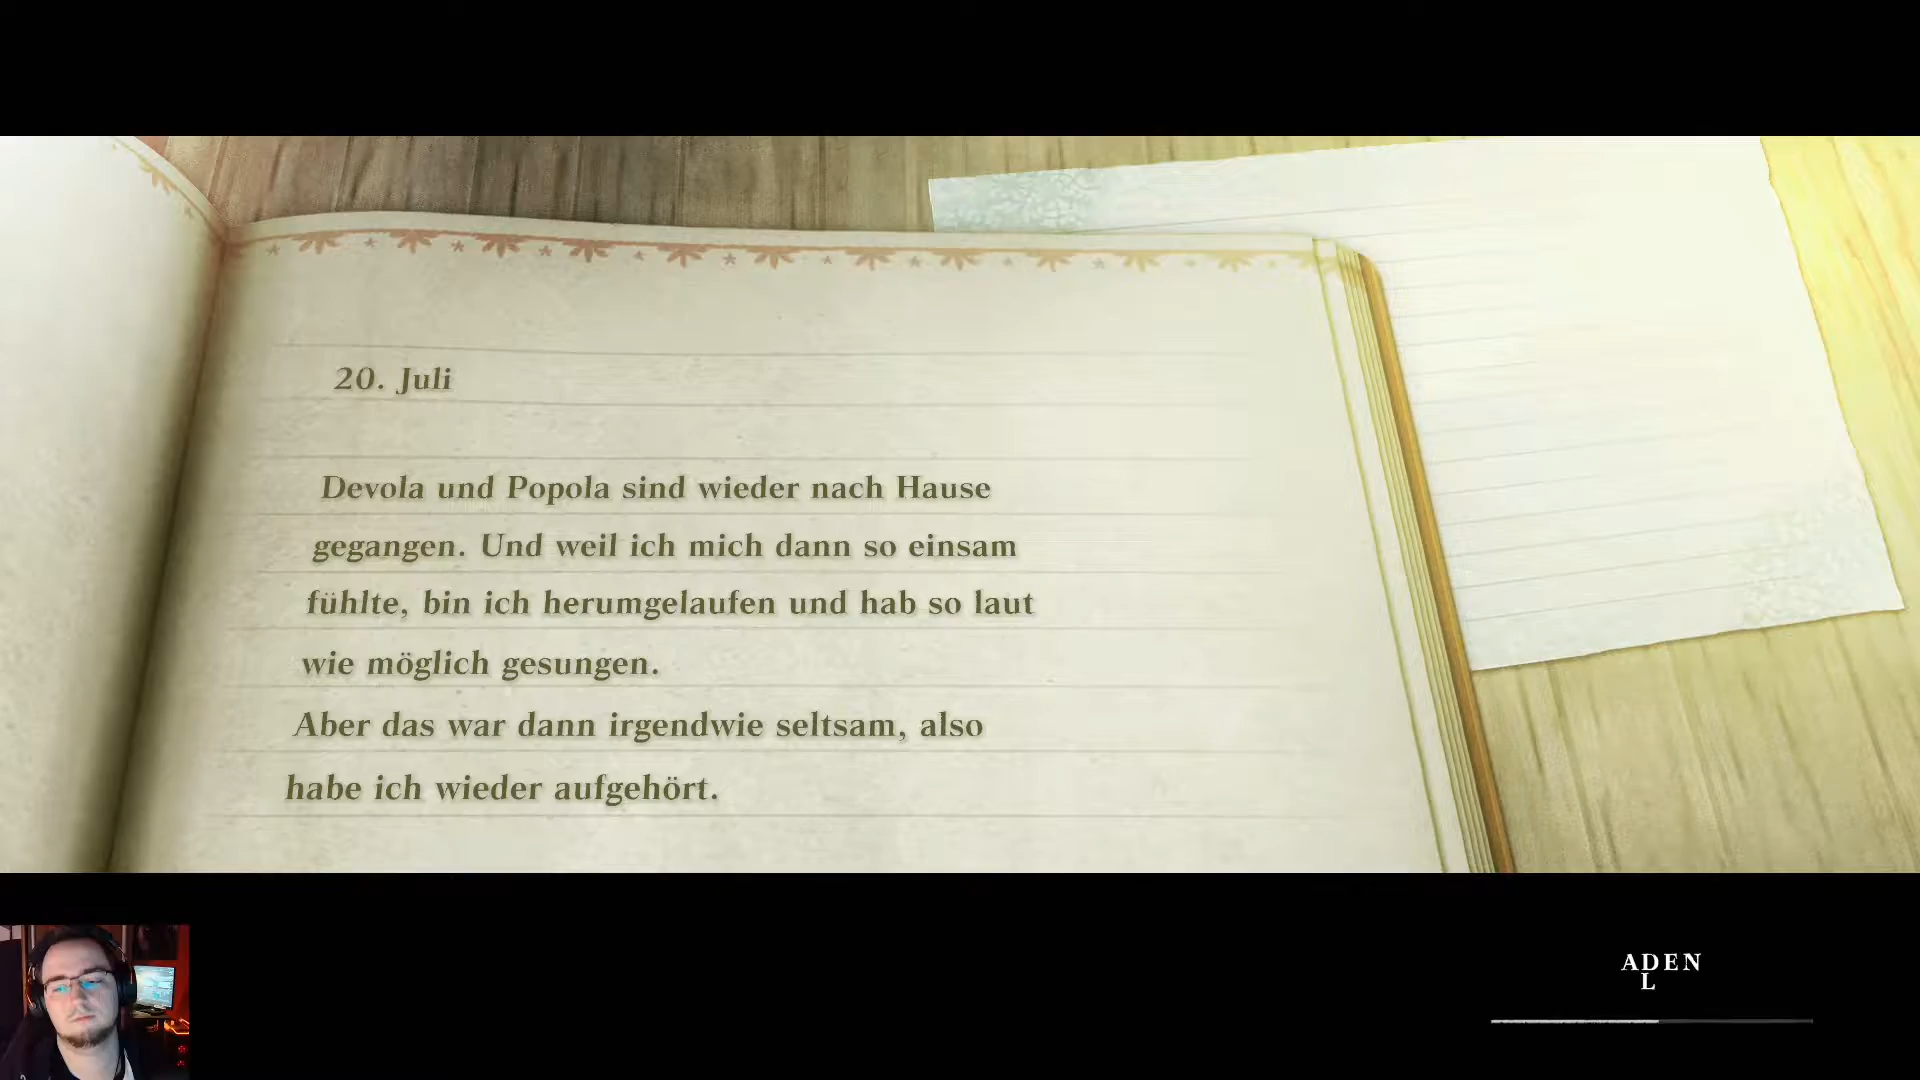 20. Juli
Devola und Popola sind wieder nach Hause
gegangen. Und weil ich mich dann so einsam
fühlte, bin ich herumgelaufen und hab so laut
wie möglich gesungen.
Aber das war dann irgendwie seltsam, also
habe ich wieder aufgehört.
ADEN
L